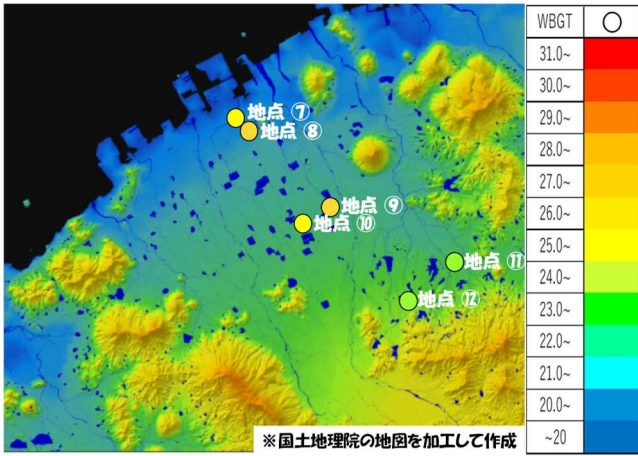 地点 ⑦
地点 ⑧
地点 ⑨
地点 ⑩
地点 ⑪
地点 ⑫
※国土地理院の地図を加工して作成
WBGT
31.0~
30.0~
29.0~
28.0~
27.0~
26.0~
25.0~
24.0~
23.0~
22.0~
21.0~
20.0~
~20